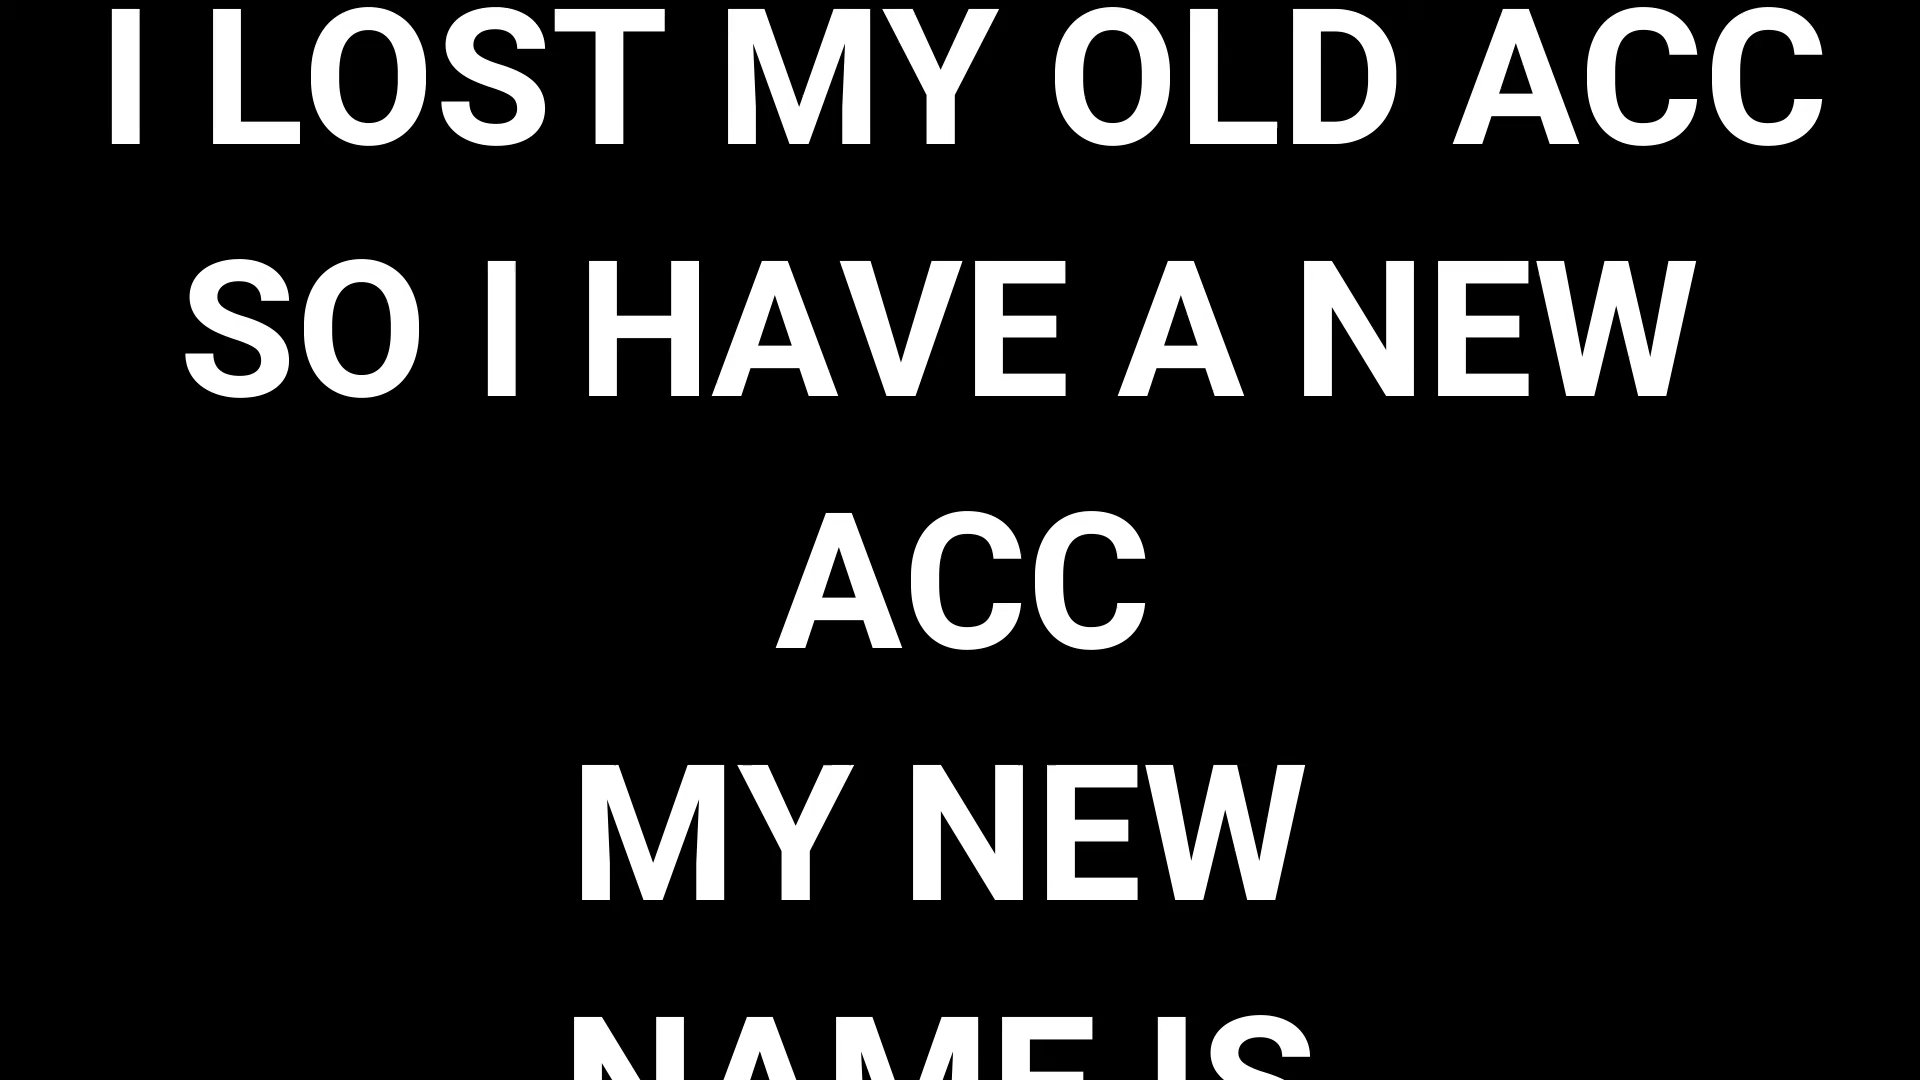 I LOST MY OLD ACC
SO I HAVE A NEW
ACC
MY NEW
NAME IS